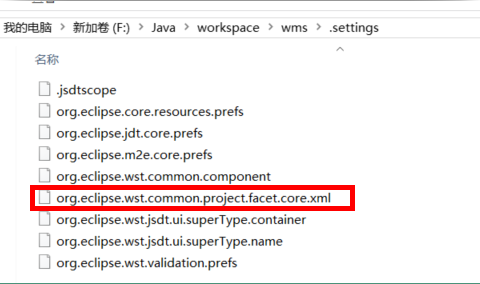 我的电脑 › 新加卷 (F:) › Java › workspace › wms › .settings
名称
.jsdtscope
org.eclipse.core.resources.prefs
org.eclipse.jdt.core.prefs
org.eclipse.m2e.core.prefs
org.eclipse.wst.common.component
org.eclipse.wst.common.project.facet.core.xml
org.eclipse.wst.jsdt.ui.superType.container
org.eclipse.wst.jsdt.ui.superType.name
org.eclipse.wst.validation.prefs